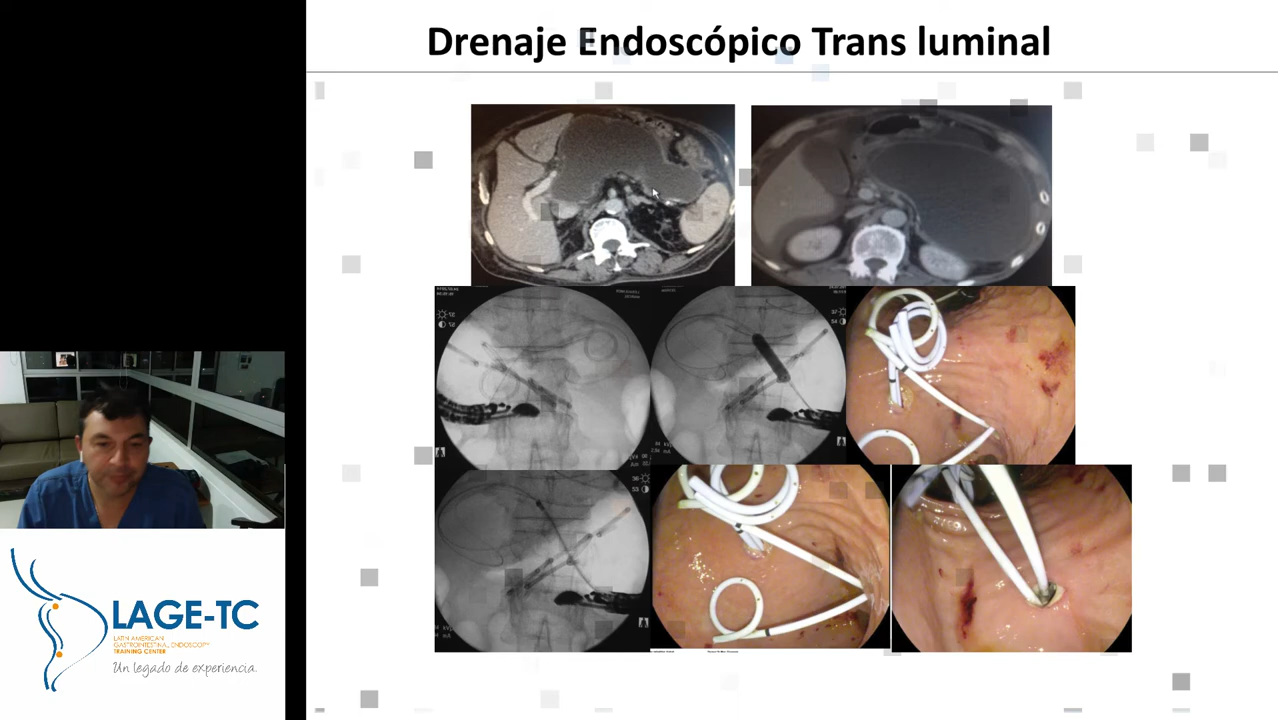 Drenaje Endoscópico Trans luminal
LAGE-TC
LATIN AMERICAN
GASTROINTESTINAL ENDOSCOPY
TRAINING CENTER
Un legado de experiencia.